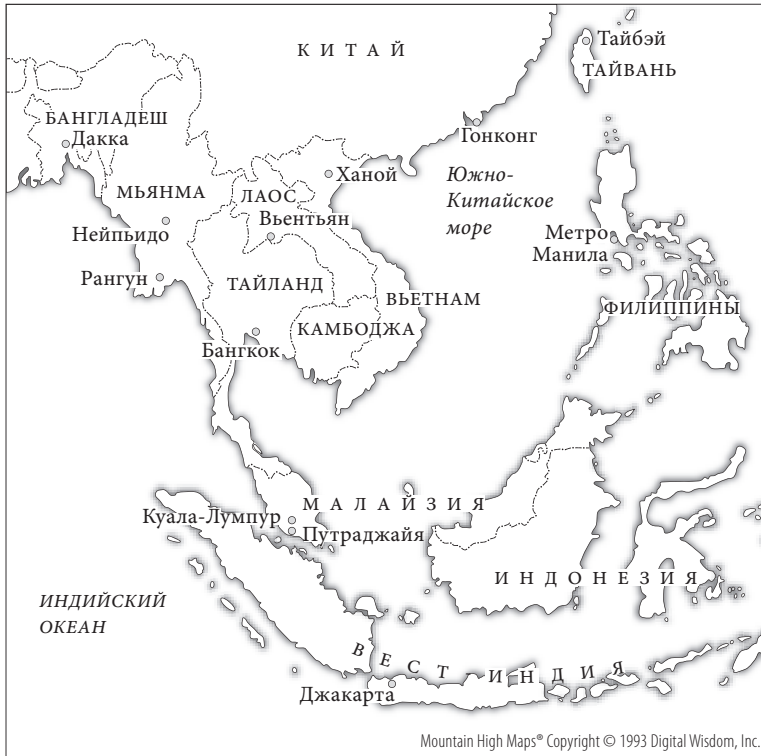 КИТАЙ
Тайбэй
ТАЙВАНЬ
БАНГЛАДЕШ
Дакка
Гонконг
Ханой
Южно-
Китайское
море
МЬЯНМА
ЛАОС
Вьентьян
Нейпьидо
Метро
Манила
Рангун
ТАЙЛАНД
ВЬЕТНАМ
ФИЛИППИНЫ
КАМБОДЖА
Бангкок
МАЛАЙЗИЯ
Куала-Лумпур
Путраджайя
ИНДОНЕЗИЯ
ИНДИЙСКИЙ
ОКЕАН
ВЕСТ ИНДИЯ
Джакарта
Mountain High Maps® Copyright © 1993 Digital Wisdom, Inc.